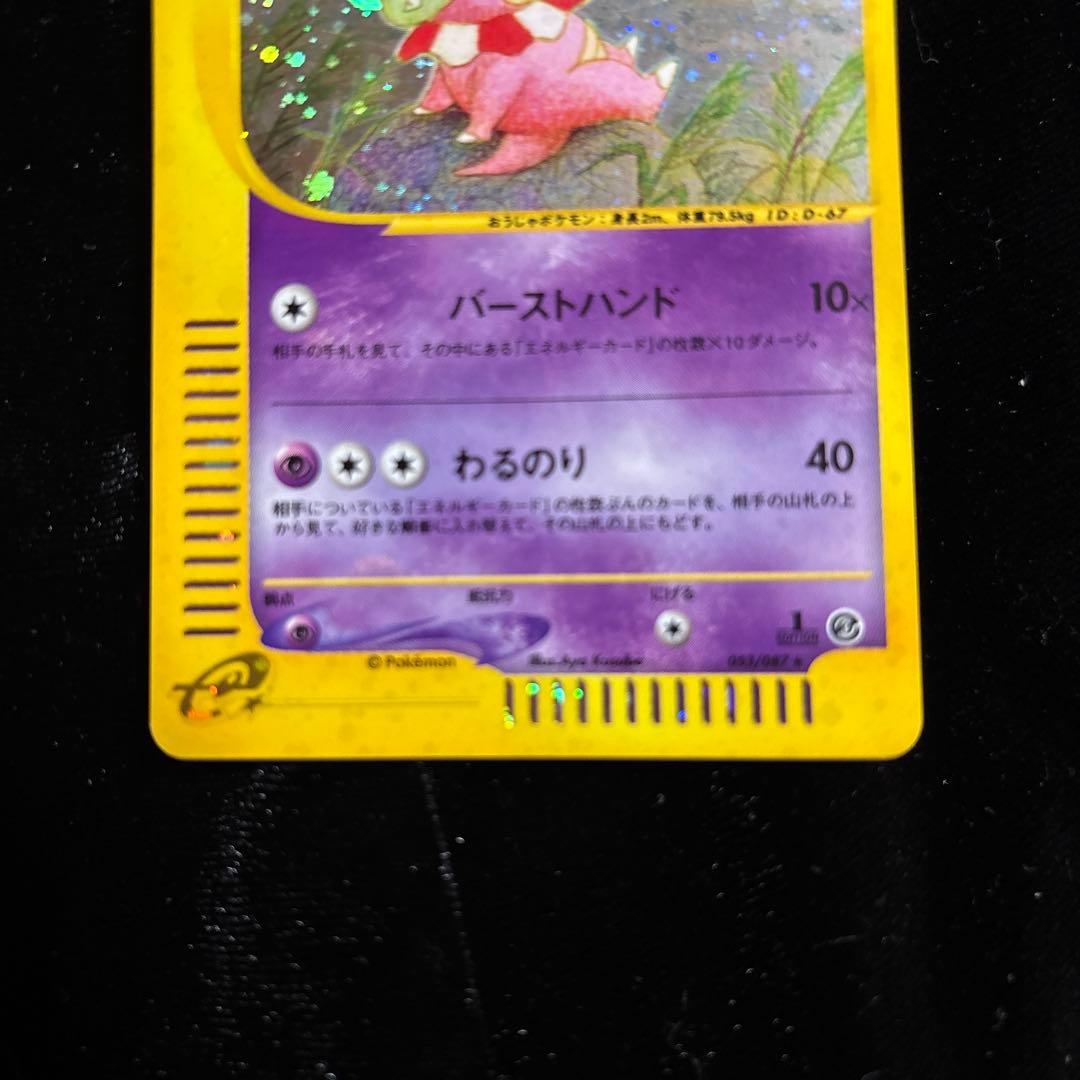 おうじゃポケモン：身長2m、体重79.5kg ID:D-67
バーストハンド 10×
相手の手札を見て、その中にある「エネルギーカード」の枚数×10ダメージ。
わるのり 40
相手についている「エネルギーカード」の枚数ぶんのカードを、相手の山札の上
から見て、好きな順番に入れ替えて、その山札の上にもどす。
弱点 抵抗力 にげる
1
EDITION
© Pokémon Illus. 053/087 ★
e